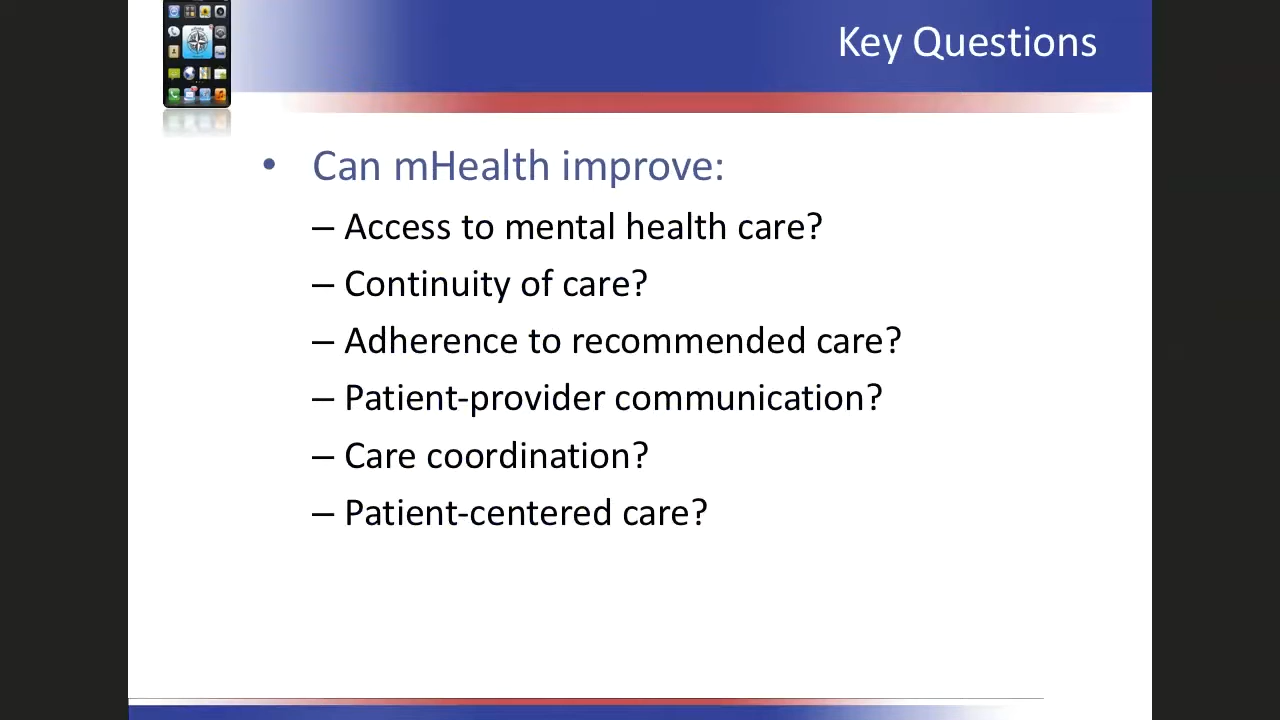 Key Questions
• Can mHealth improve:
– Access to mental health care?
– Continuity of care?
– Adherence to recommended care?
– Patient-provider communication?
– Care coordination?
– Patient-centered care?